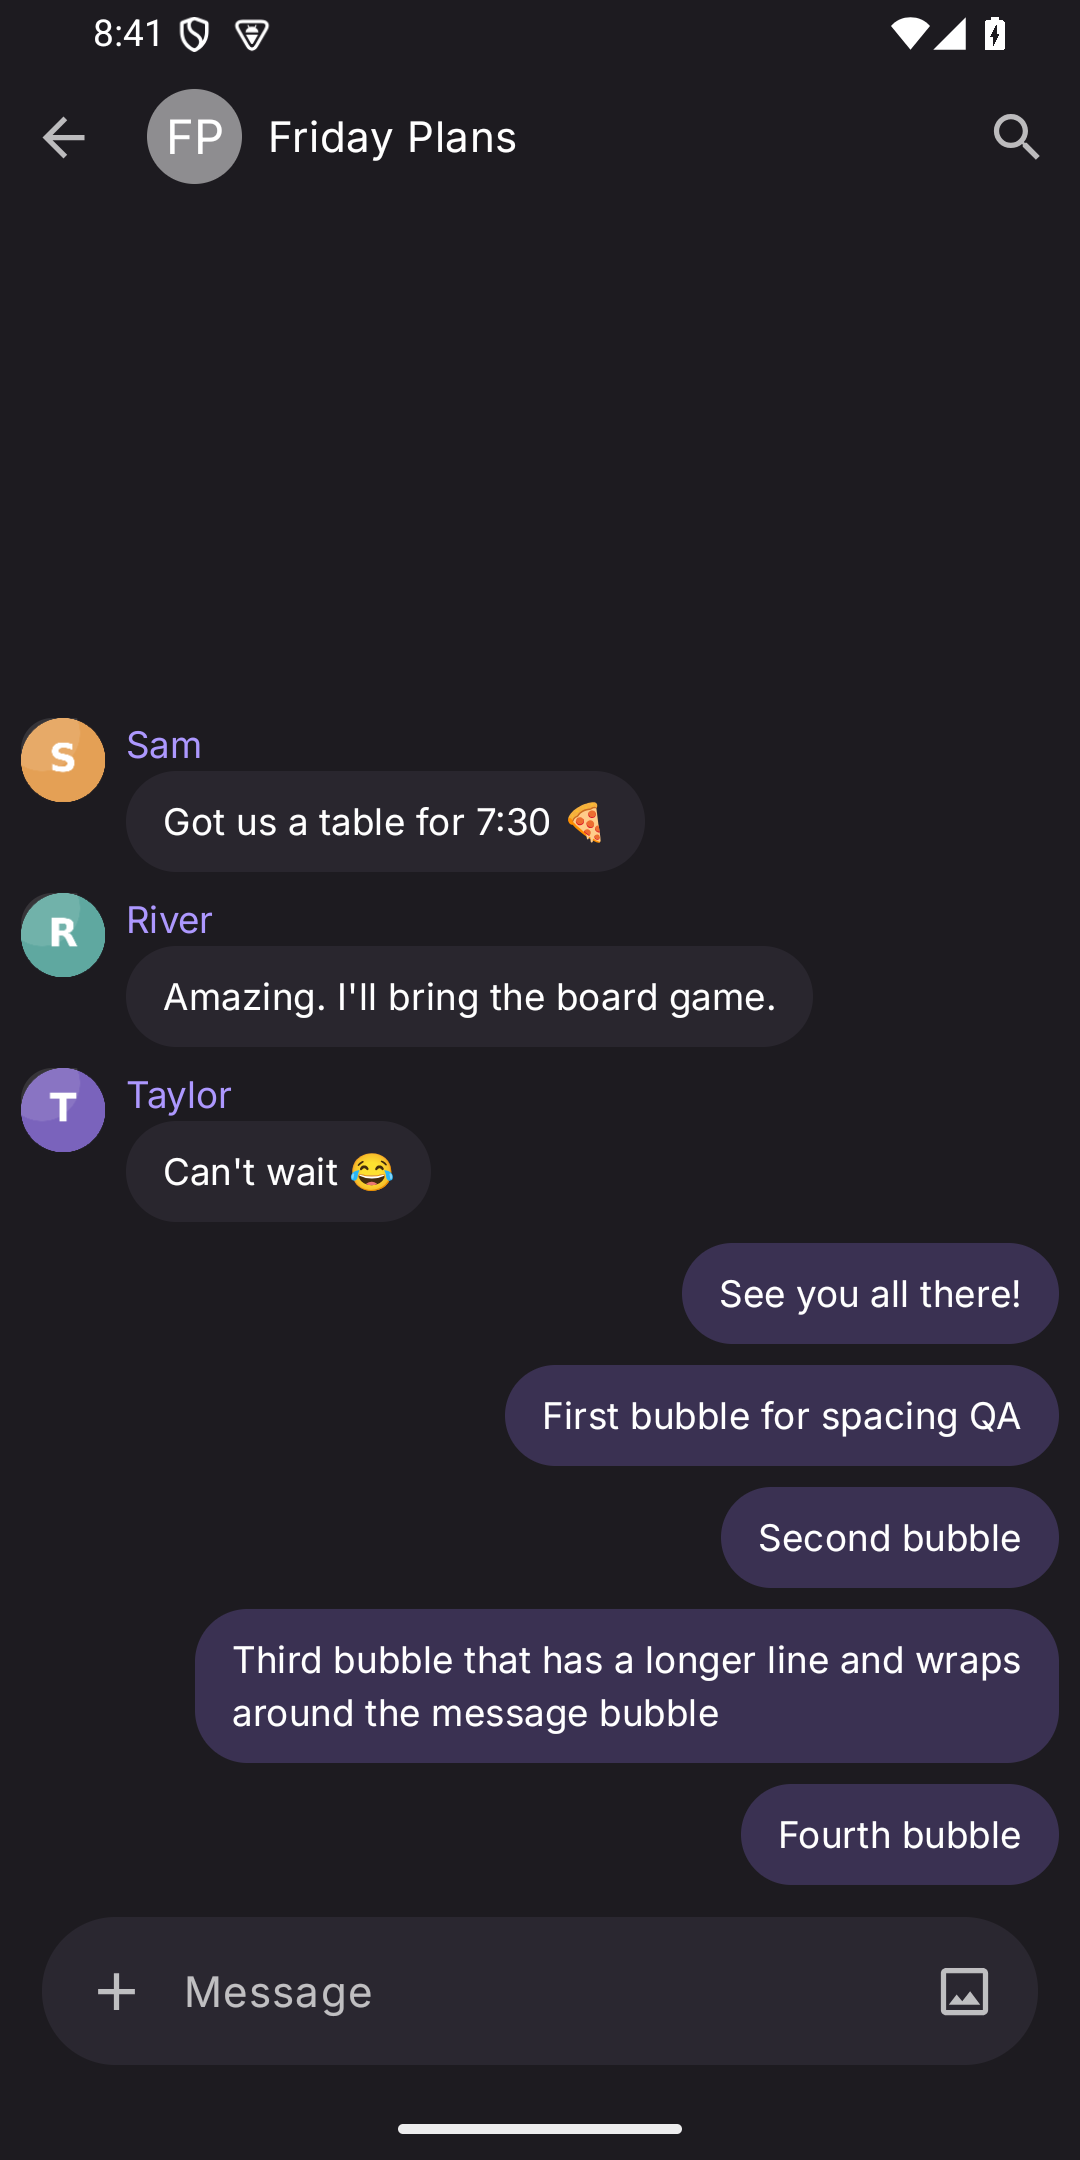 8:41
FP Friday Plans
S Sam
Got us a table for 7:30 🍕
R River
Amazing. I'll bring the board game.
T Taylor
Can't wait 😂
See you all there!
First bubble for spacing QA
Second bubble
Third bubble that has a longer line and wraps
around the message bubble
Fourth bubble
Message